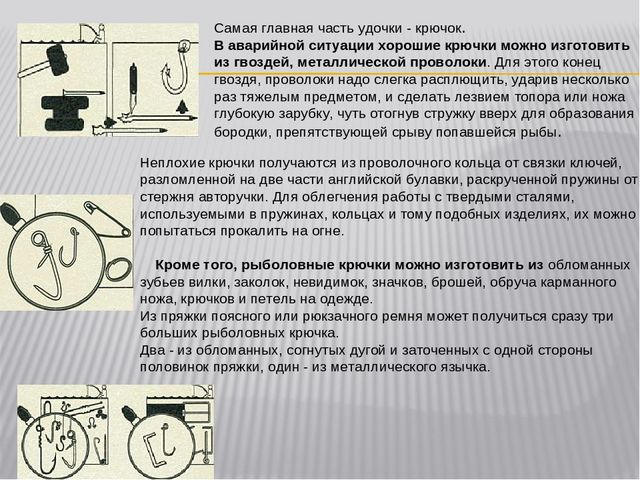 Самая главная часть удочки - крючок.
В аварийной ситуации хорошие крючки можно изготовить
из гвоздей, металлической проволоки. Для этого конец
гвоздя, проволоки надо слегка расплющить, ударив несколько
раз тяжелым предметом, и сделать лезвием топора или ножа
глубокую зарубку, чуть отогнув стружку вверх для образования
бородки, препятствующей срыву попавшейся рыбы.
Неплохие крючки получаются из проволочного кольца от связки ключей,
разломленной на две части английской булавки, раскрученной пружины от
стержня авторучки. Для облегчения работы с твердыми сталями,
используемыми в пружинах, кольцах и тому подобных изделиях, их можно
попытаться прокалить на огне.
Кроме того, рыболовные крючки можно изготовить из обломанных
зубьев вилки, заколок, невидимок, значков, брошей, обруча карманного
ножа, крючков и петель на одежде.
Из пряжки поясного или рюкзачного ремня может получиться сразу три
больших рыболовных крючка.
Два - из обломанных, согнутых дугой и заточенных с одной стороны
половинок пряжки, один - из металлического язычка.